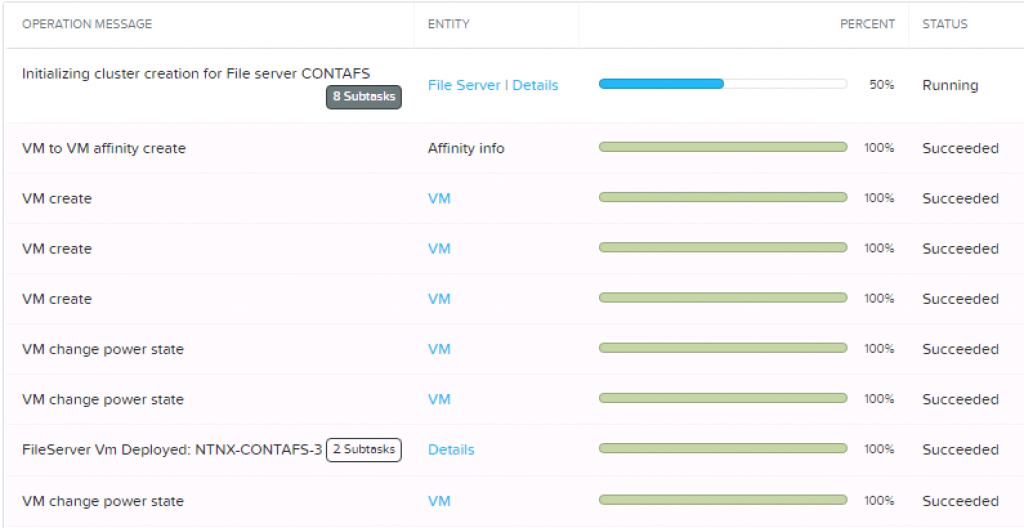 OPERATION MESSAGE ENTITY PERCENT STATUS
Initializing cluster creation for File server CONTAFS
8 Subtasks
File Server | Details 50% Running
VM to VM affinity create Affinity info 100% Succeeded
VM create VM 100% Succeeded
VM create VM 100% Succeeded
VM create VM 100% Succeeded
VM change power state VM 100% Succeeded
VM change power state VM 100% Succeeded
FileServer Vm Deployed: NTNX-CONTAFS-3 2 Subtasks Details 100% Succeeded
VM change power state VM 100% Succeeded